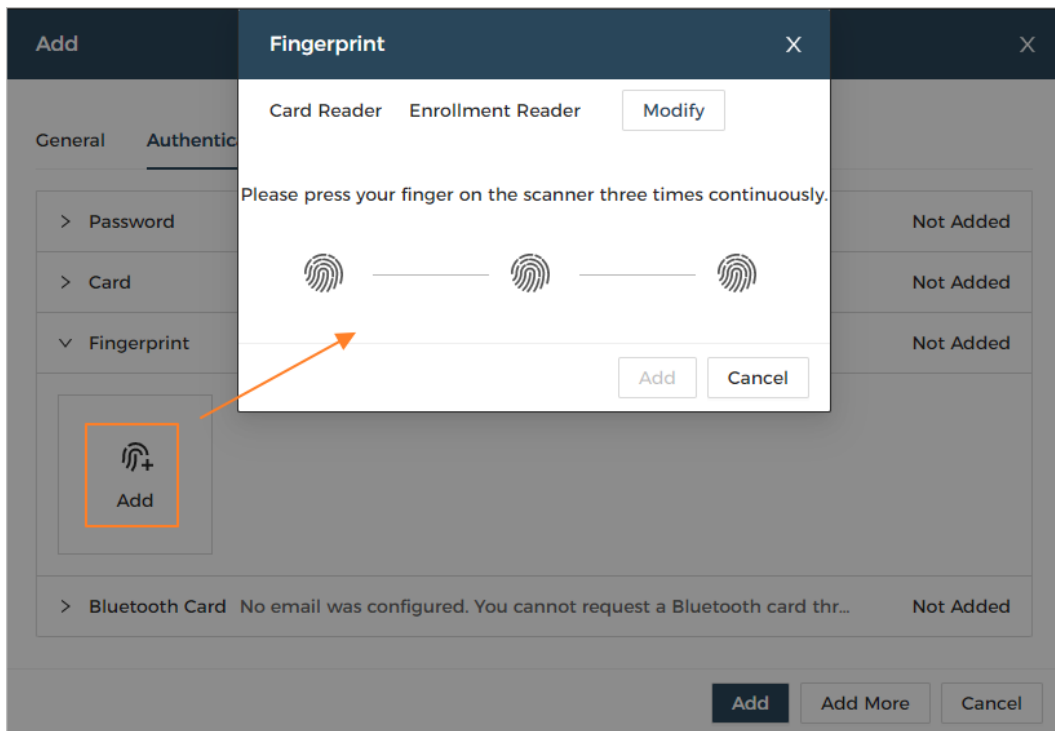 Add
X
Fingerprint
X
Card Reader Enrollment Reader Modify
Please press your finger on the scanner three times continuously.
Add Cancel
General Authentic
Password Not Added
Card Not Added
Fingerprint Not Added
Add
Bluetooth Card No email was configured. You cannot request a Bluetooth card thr... Not Added
Add Add More Cancel